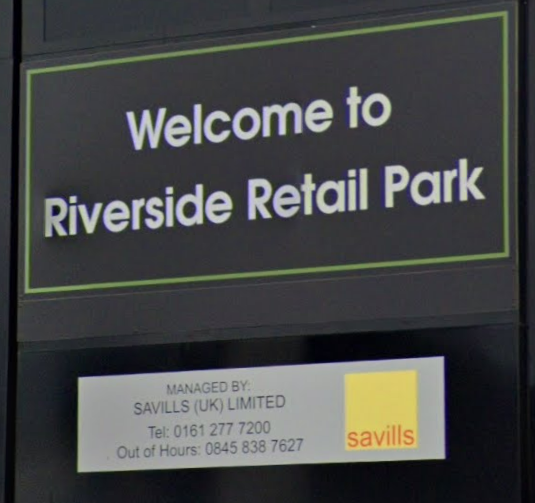 Welcome to
Riverside Retail Park
MANAGED BY:
SAVILLS (UK) LIMITED
Tel: 0161 277 7200
Out of Hours: 0845 838 7627
savills